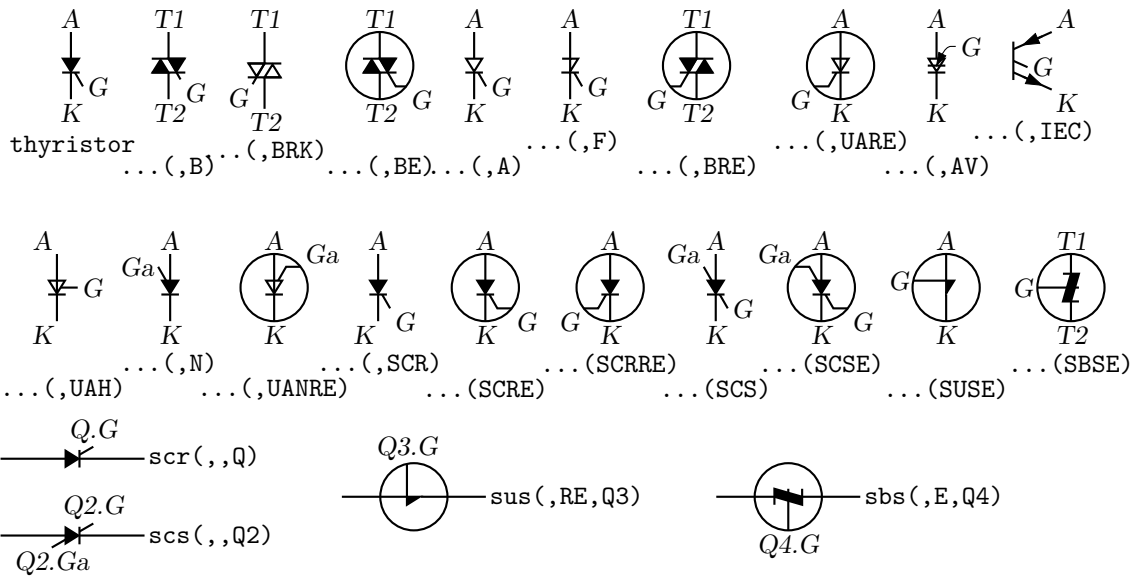 A T1 T1 T1 A A T1 A A A
G G G G G G G G G G
K T2 T2 T2 K K T2 K K K
thyristor ...(,B) ...(,BRK) ...(,BE) ...(,A) ...(,F) ...(,BRE) ...(,UARE) ...(,AV) ...(,IEC)
A A A A A A A A A T1
G Ga Ga G G G Ga G Ga G G G
K K K K K K K K K T2
...(,UAH) ...(,N) ...(,UANRE) ...(,SCR) ...(SCRE) ...(SCRRE) ...(SCS) ...(SCSE) ...(SUSE) ...(SBSE)
Q.G
scr(,,Q)
Q3.G
sus(,RE,Q3)
sbs(,E,Q4)
Q4.G
Q2.G
scs(,,Q2)
Q2.Ga